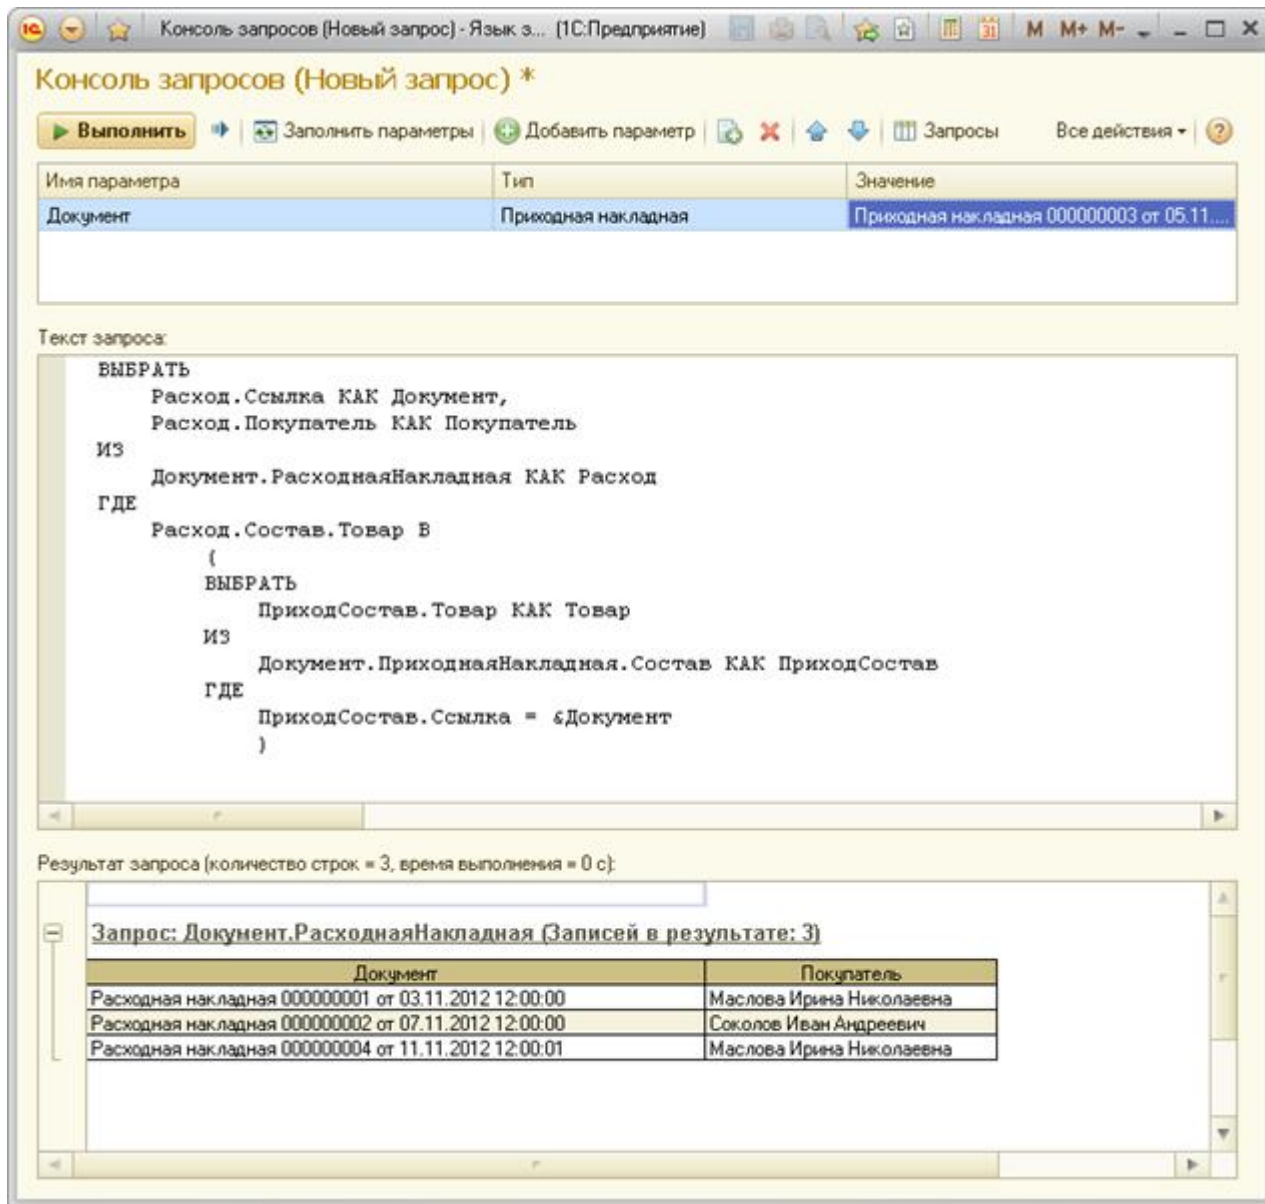 Консоль запросов (Новый запрос) - Язык з... (1С:Предприятие) 31 M M+ M-
Консоль запросов (Новый запрос) *
Выполнить Заполнить параметры Добавить параметр Запросы Все действия ?
Имя параметра Тип Значение
Документ Приходная накладная Приходная накладная 000000003 от 05.11....
Текст запроса:
ВЫБРАТЬ
Расход.Ссылка КАК Документ,
Расход.Покупатель КАК Покупатель
ИЗ
Документ.РасходнаяНакладная КАК Расход
ГДЕ
Расход.Состав.Товар В
(
ВЫБРАТЬ
ПриходСостав.Товар КАК Товар
ИЗ
Документ.ПриходнаяНакладная.Состав КАК ПриходСостав
ГДЕ
ПриходСостав.Ссылка = &Документ
)
Результат запроса (количество строк = 3, время выполнения = 0 с):
Запрос: Документ.РасходнаяНакладная (Записей в результате: 3)
Документ Покупатель
Расходная накладная 000000001 от 03.11.2012 12:00:00 Маслова Ирина Николаевна
Расходная накладная 000000002 от 07.11.2012 12:00:00 Соколов Иван Андреевич
Расходная накладная 000000004 от 11.11.2012 12:00:01 Маслова Ирина Николаевна